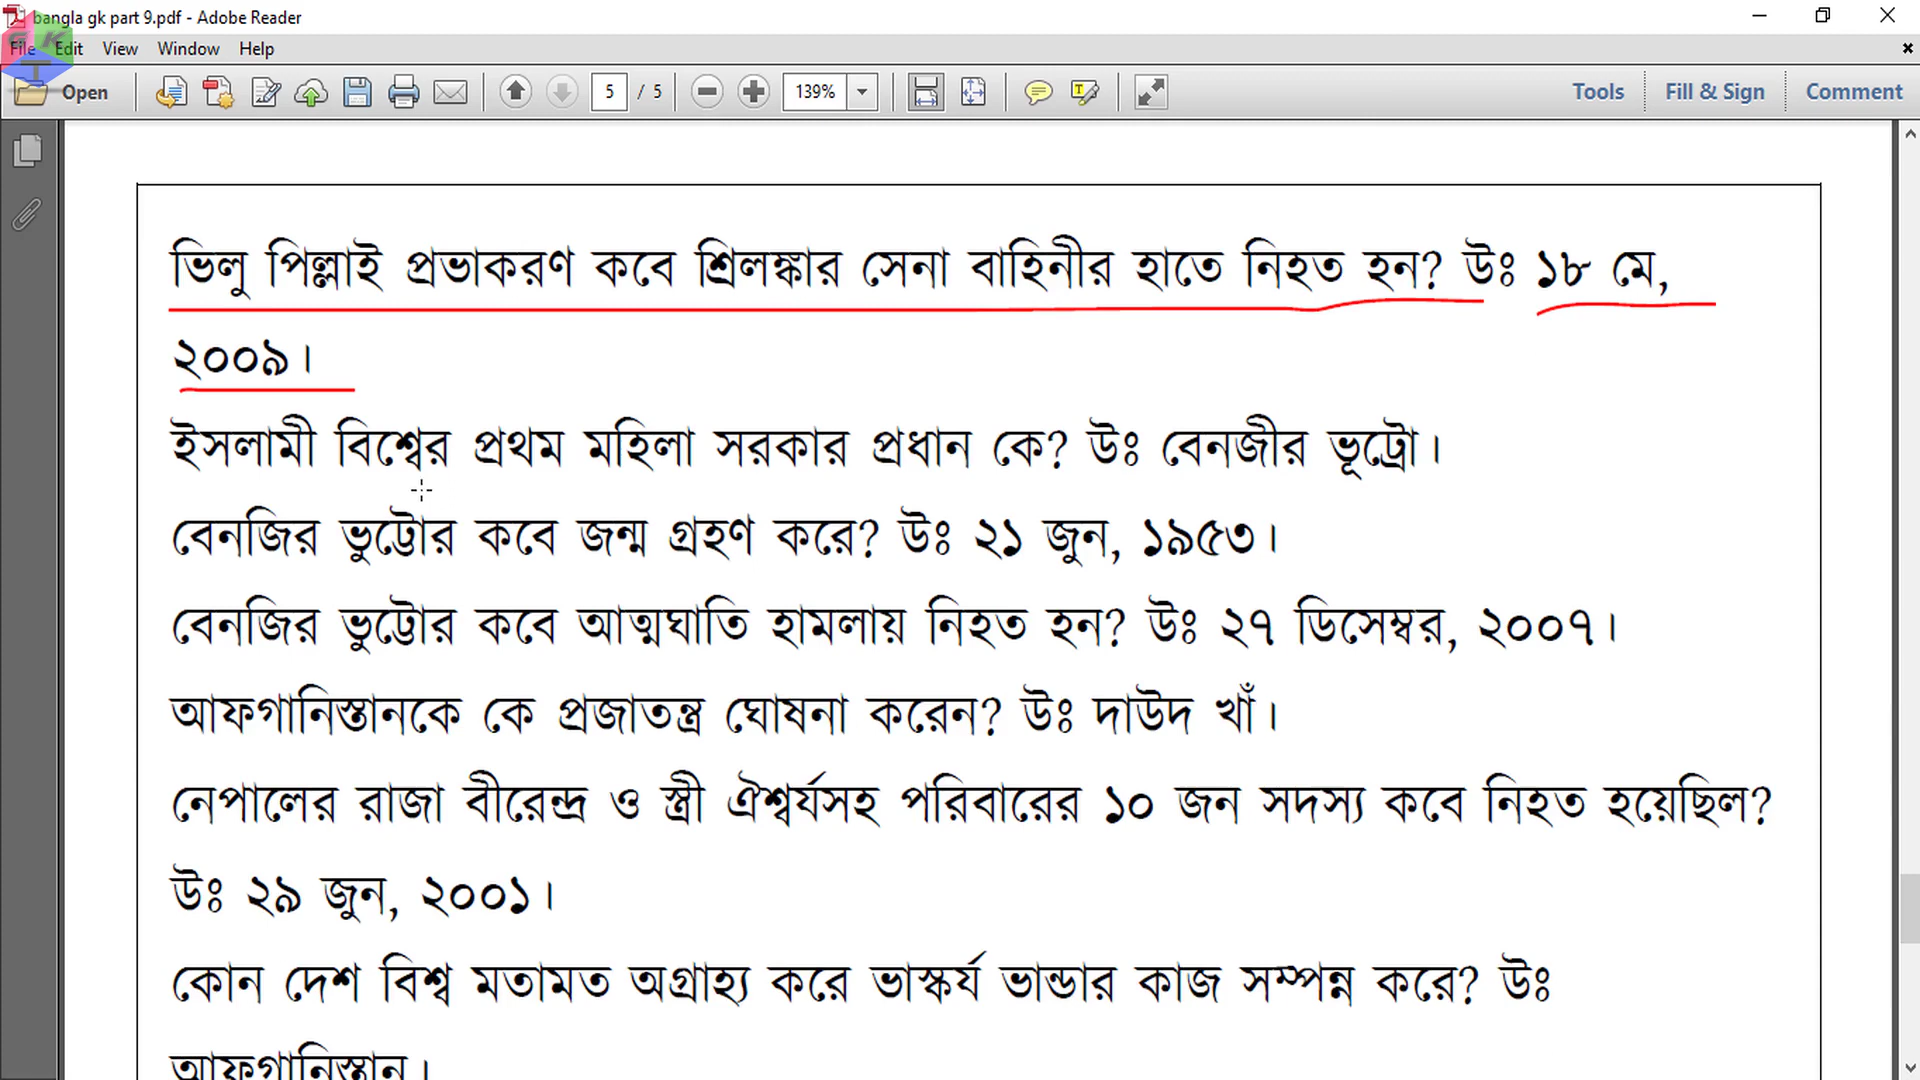 bangla gk part 9.pdf - Adobe Reader
File Edit View Window Help
GK
T
Open 5 / 5 139% Tools Fill & Sign Comment
ভিলু পিল্লাই প্রভাকরণ কবে শ্রিলঙ্কার সেনা বাহিনীর হাতে নিহত হন? উঃ ১৮ মে,
২০০৯।
ইসলামী বিশ্বের প্রথম মহিলা সরকার প্রধান কে? উঃ বেনজীর ভূট্রো।
বেনজির ভুট্টোর কবে জন্ম গ্রহণ করে? উঃ ২১ জুন, ১৯৫৩।
বেনজির ভুট্টোর কবে আত্মঘাতি হামলায় নিহত হন? উঃ ২৭ ডিসেম্বর, ২০০৭।
আফগানিস্তানকে কে প্রজাতন্ত্র ঘোষনা করেন? উঃ দাউদ খাঁ।
নেপালের রাজা বীরেন্দ্র ও স্ত্রী ঐশ্বর্যসহ পরিবারের ১০ জন সদস্য কবে নিহত হয়েছিল?
উঃ ২৯ জুন, ২০০১।
কোন দেশ বিশ্ব মতামত অগ্রাহ্য করে ভাস্কর্য ভান্ডার কাজ সম্পন্ন করে? উঃ
আফগানিস্তান।